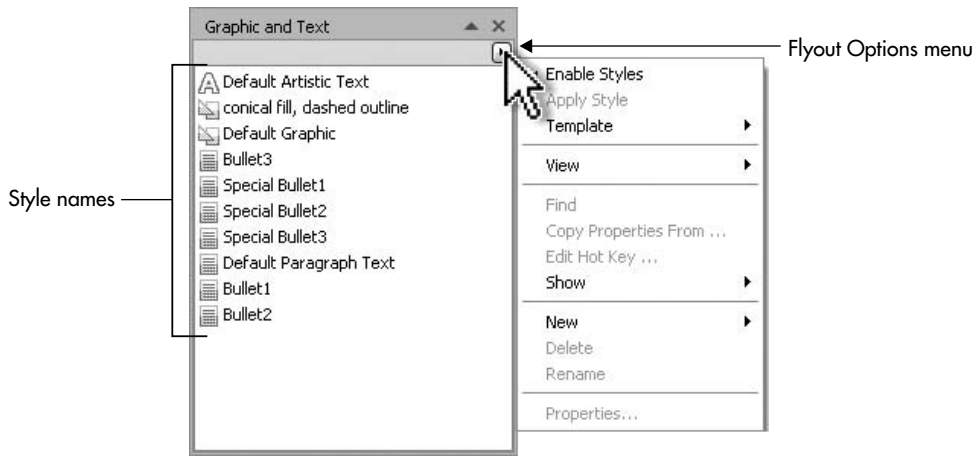 Graphic and Text
Flyout Options menu
Style names
Default Artistic Text
conical fill, dashed outline
Default Graphic
Bullet3
Special Bullet1
Special Bullet2
Special Bullet3
Default Paragraph Text
Bullet1
Bullet2
Enable Styles
Apply Style
Template
View
Find
Copy Properties From ...
Edit Hot Key ...
Show
New
Delete
Rename
Properties...